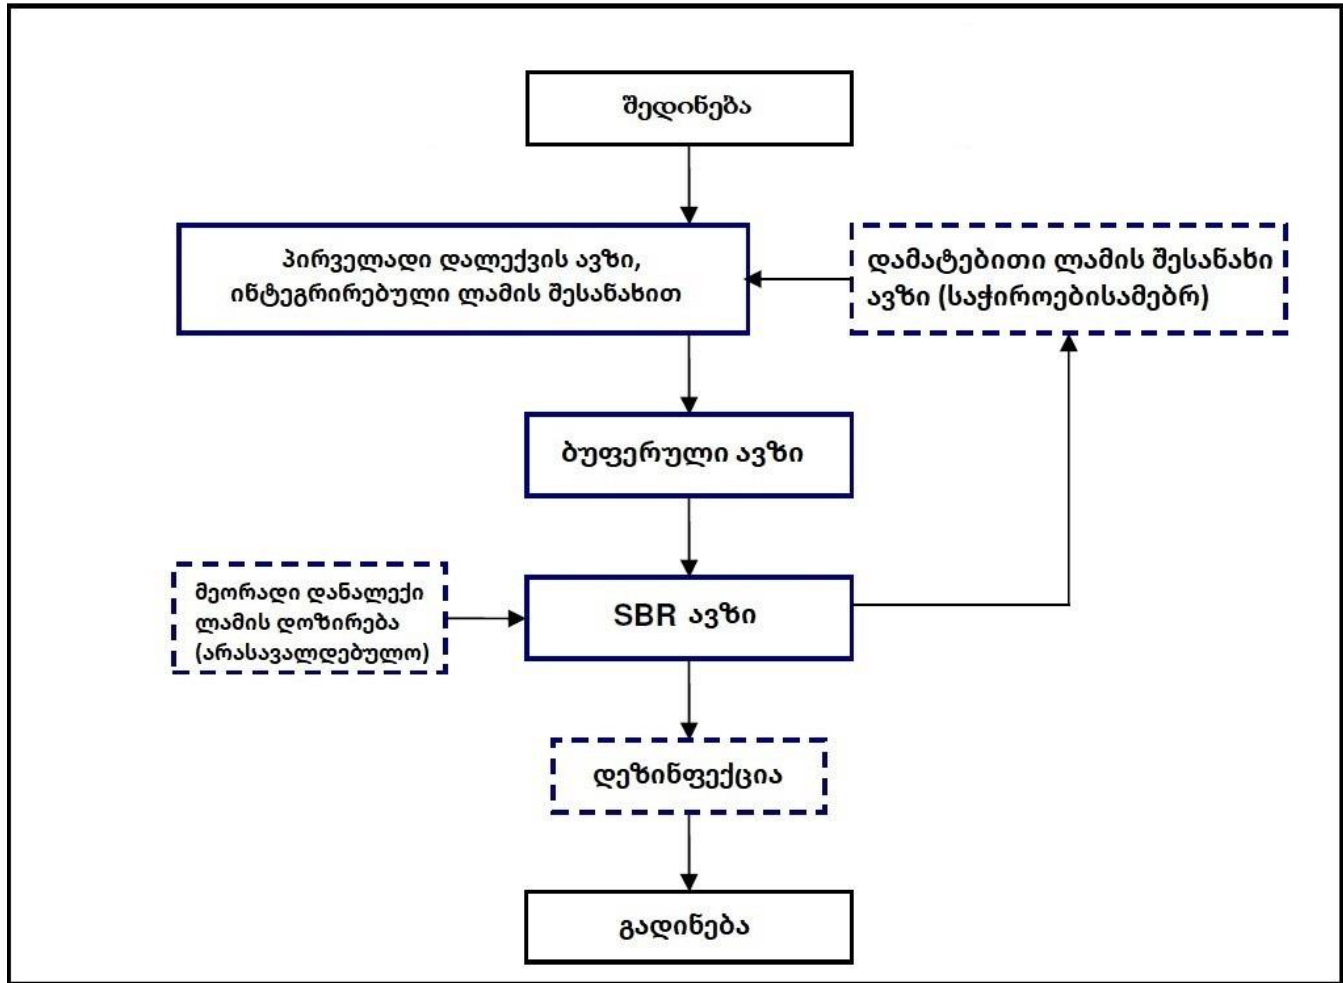 შედინება
პირველადი დალექვის ავზი,
ინტეგრირებული ლამის შესანახით
დამატებითი ლამის შესანახი
ავზი (საჭიროებისამებრ)
ბუფერული ავზი
მეორადი დანალექი
ლამის დოზირება
(არასავალდებულო)
SBR ავზი
დეზინფექცია
გადინება